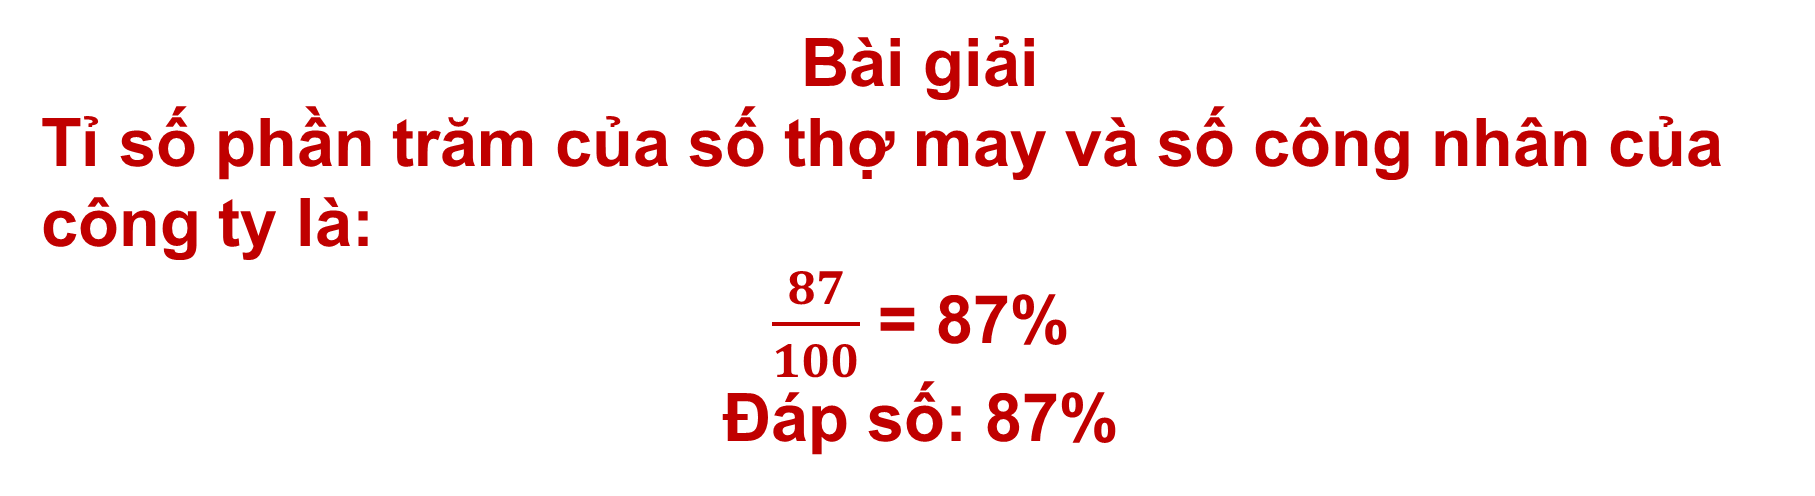 Bài giải
Tỉ số phần trăm của số thợ may và số công nhân của
công ty là:
87/100 = 87%
Đáp số: 87%